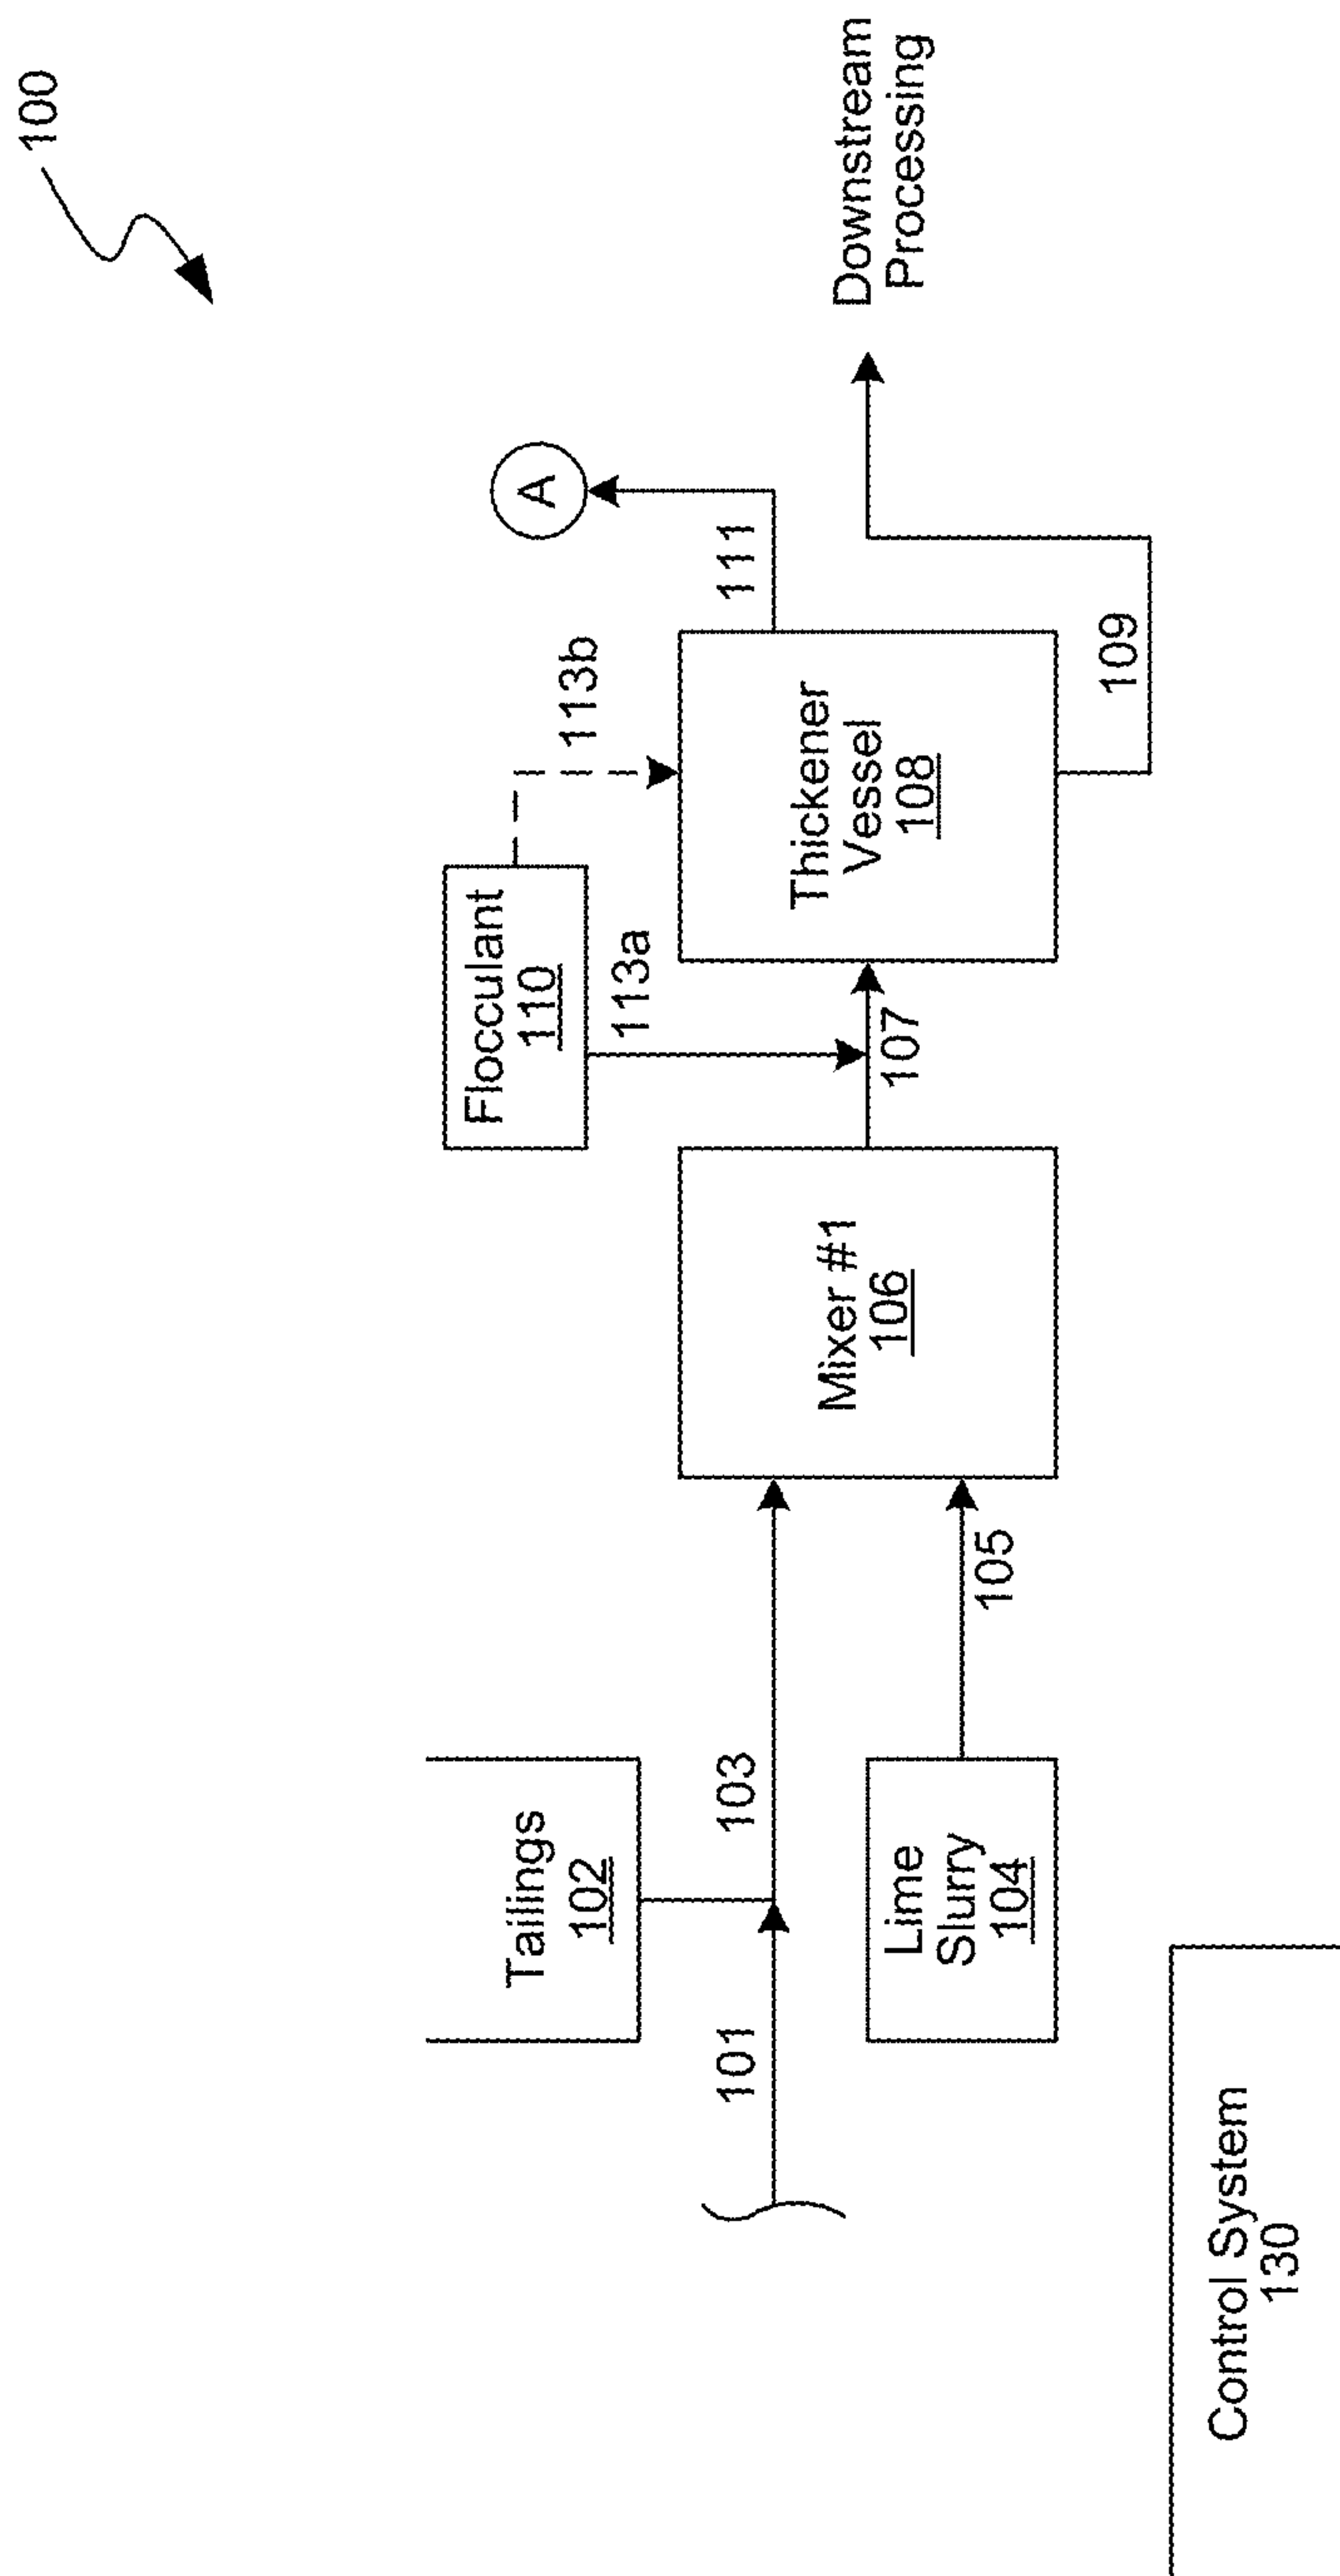 100
Tailings
102
101
103
Lime
Slurry
104
105
Mixer #1
106
Flocculant
110
113a
113b
107
Thickener
Vessel
108
111
A
109
Downstream
Processing
Control System
130